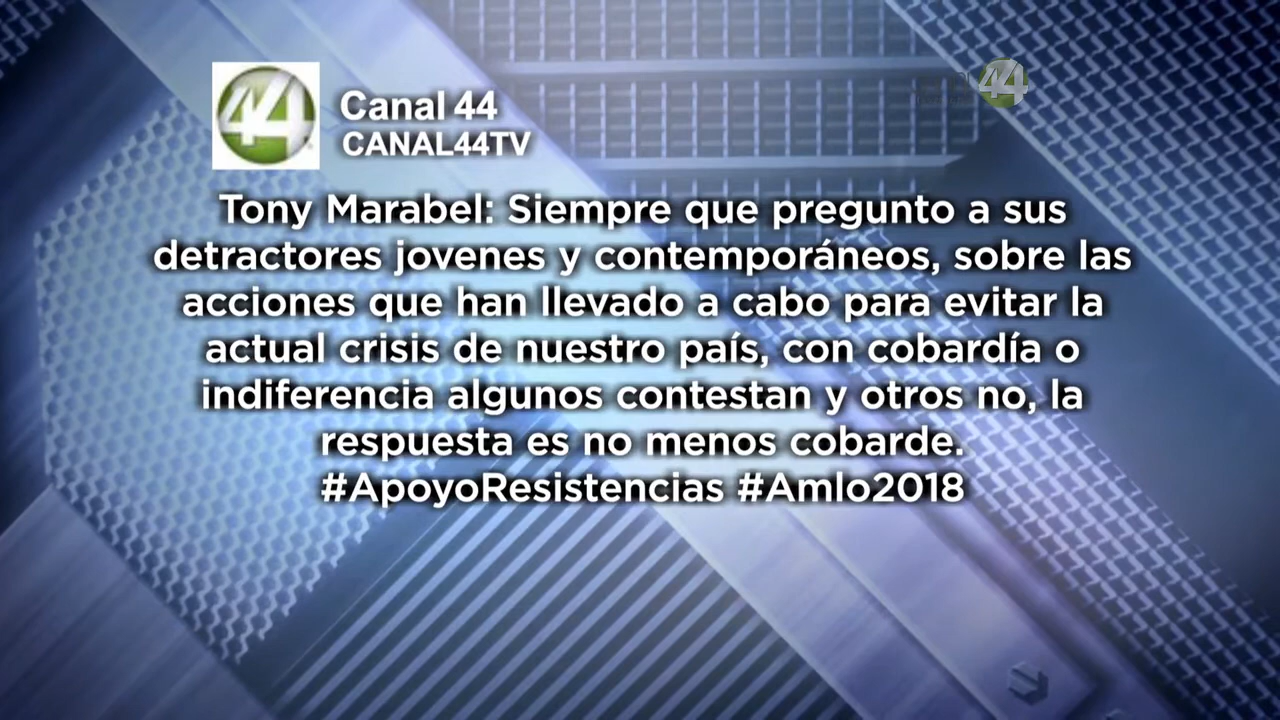 44
Canal 44
CANAL44TV
44
Tony Marabel: Siempre que pregunto a sus
detractores jovenes y contemporáneos, sobre las
acciones que han llevado a cabo para evitar la
actual crisis de nuestro país, con cobardía o
indiferencia algunos contestan y otros no, la
respuesta es no menos cobarde.
#ApoyoResistencias #Amlo2018